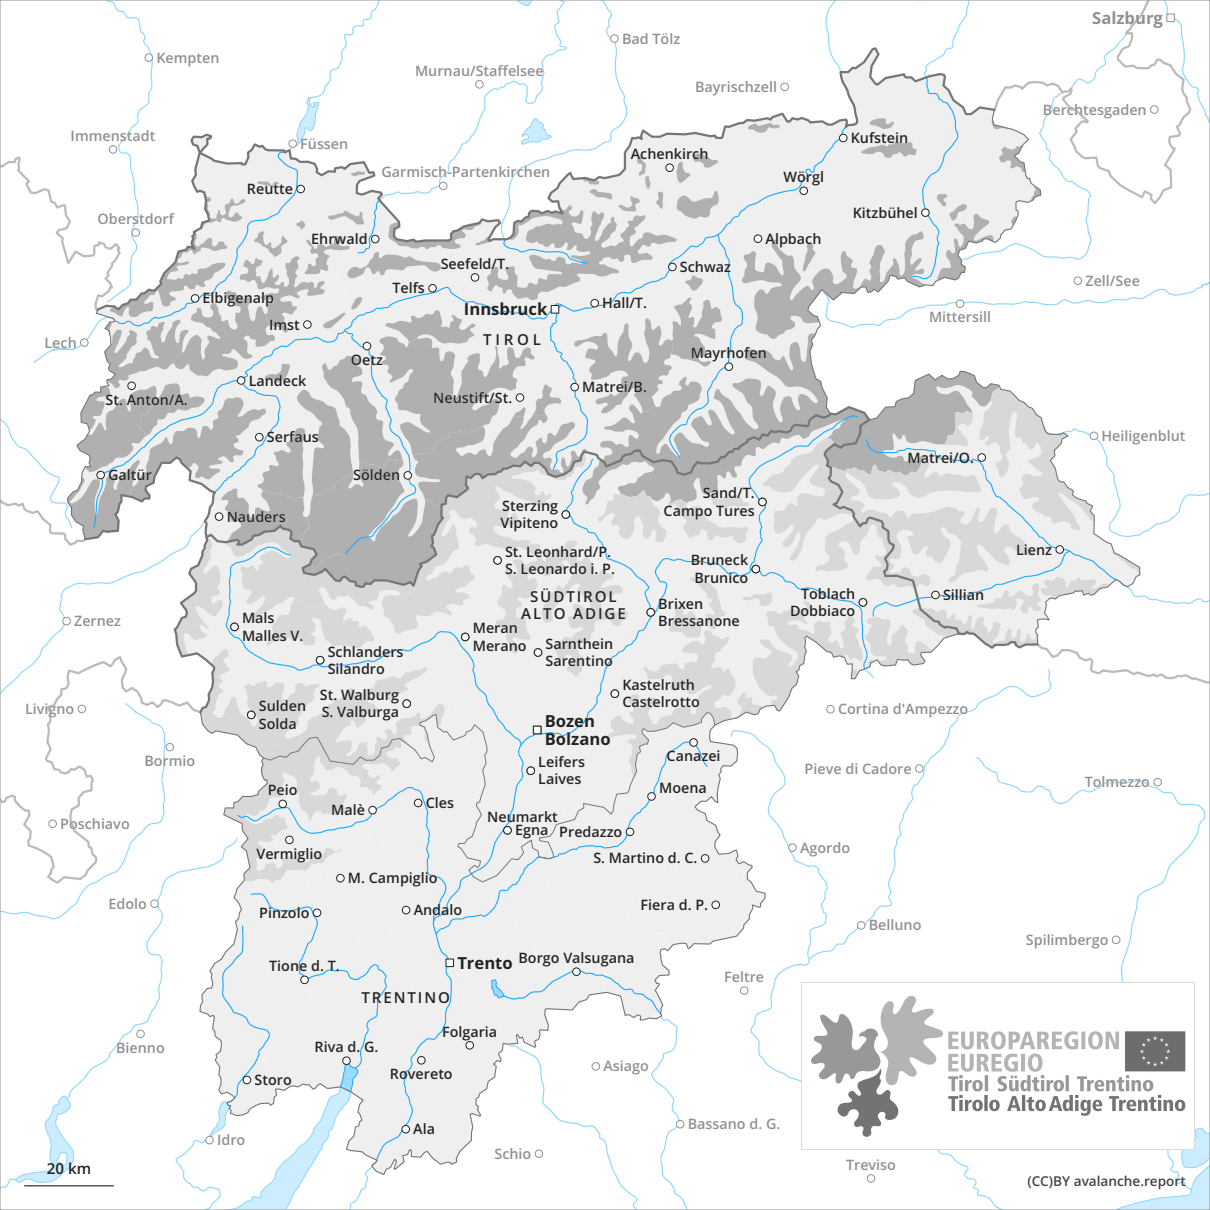 Salzburg
Bad Tölz
Kempten
Murnau/Staffelsee
Bayrischzell
Berchtesgaden
Immenstadt
Füssen
Kufstein
Achenkirch
Garmisch-Partenkirchen
Wörgl
Reutte
Oberstdorf
Kitzbühel
Ehrwald
Alpbach
Seefeld/T.
Schwaz
Zell/See
Telfs
Elbigenalp
Hall/T.
Innsbruck
Mittersill
Imst
TIROL
Lech
Mayrhofen
Oetz
Landeck
Matrei/B.
St. Anton/A.
Neustift/St.
Serfaus
Heiligenblut
Matrei/O.
Galtür
Sölden
Sand/T.
Campo Tures
Sterzing
Vipiteno
Nauders
Lienz
St. Leonhard/P.
S. Leonardo i. P.
Bruneck
Brunico
SÜDTIROL
ALTO ADIGE
Toblach
Dobbiaco
Sillian
Brixen
Bressanone
Zernez
Mals
Malles V.
Meran
Merano
Sarnthein
Sarentino
Schlanders
Silandro
Kastelruth
Castelrotto
St. Walburg
S. Valburga
Sulden
Solda
Livigno
Cortina d'Ampezzo
Bozen
Bolzano
Bormio
Canazei
Leifers
Laives
Pieve di Cadore
Tolmezzo
Peio
Moena
Malè
Cles
Neumarkt
Egna
Predazzo
Poschiavo
Vermiglio
S. Martino d. C.
Agordo
M. Campiglio
Edolo
Pinzolo
Andalo
Fiera d. P.
Belluno
Spilimbergo
Trento
Borgo Valsugana
Tione d. T.
Feltre
TRENTINO
Folgaria
Bienno
Riva d. G.
Rovereto
Asiago
Storo
EUROPAREGION
EUREGIO
Tirol Südtirol Trentino
Tirolo Alto Adige Trentino
Ala
Bassano d. G.
Idro
Schio
Treviso
20 km
(CC)BY avalanche.report